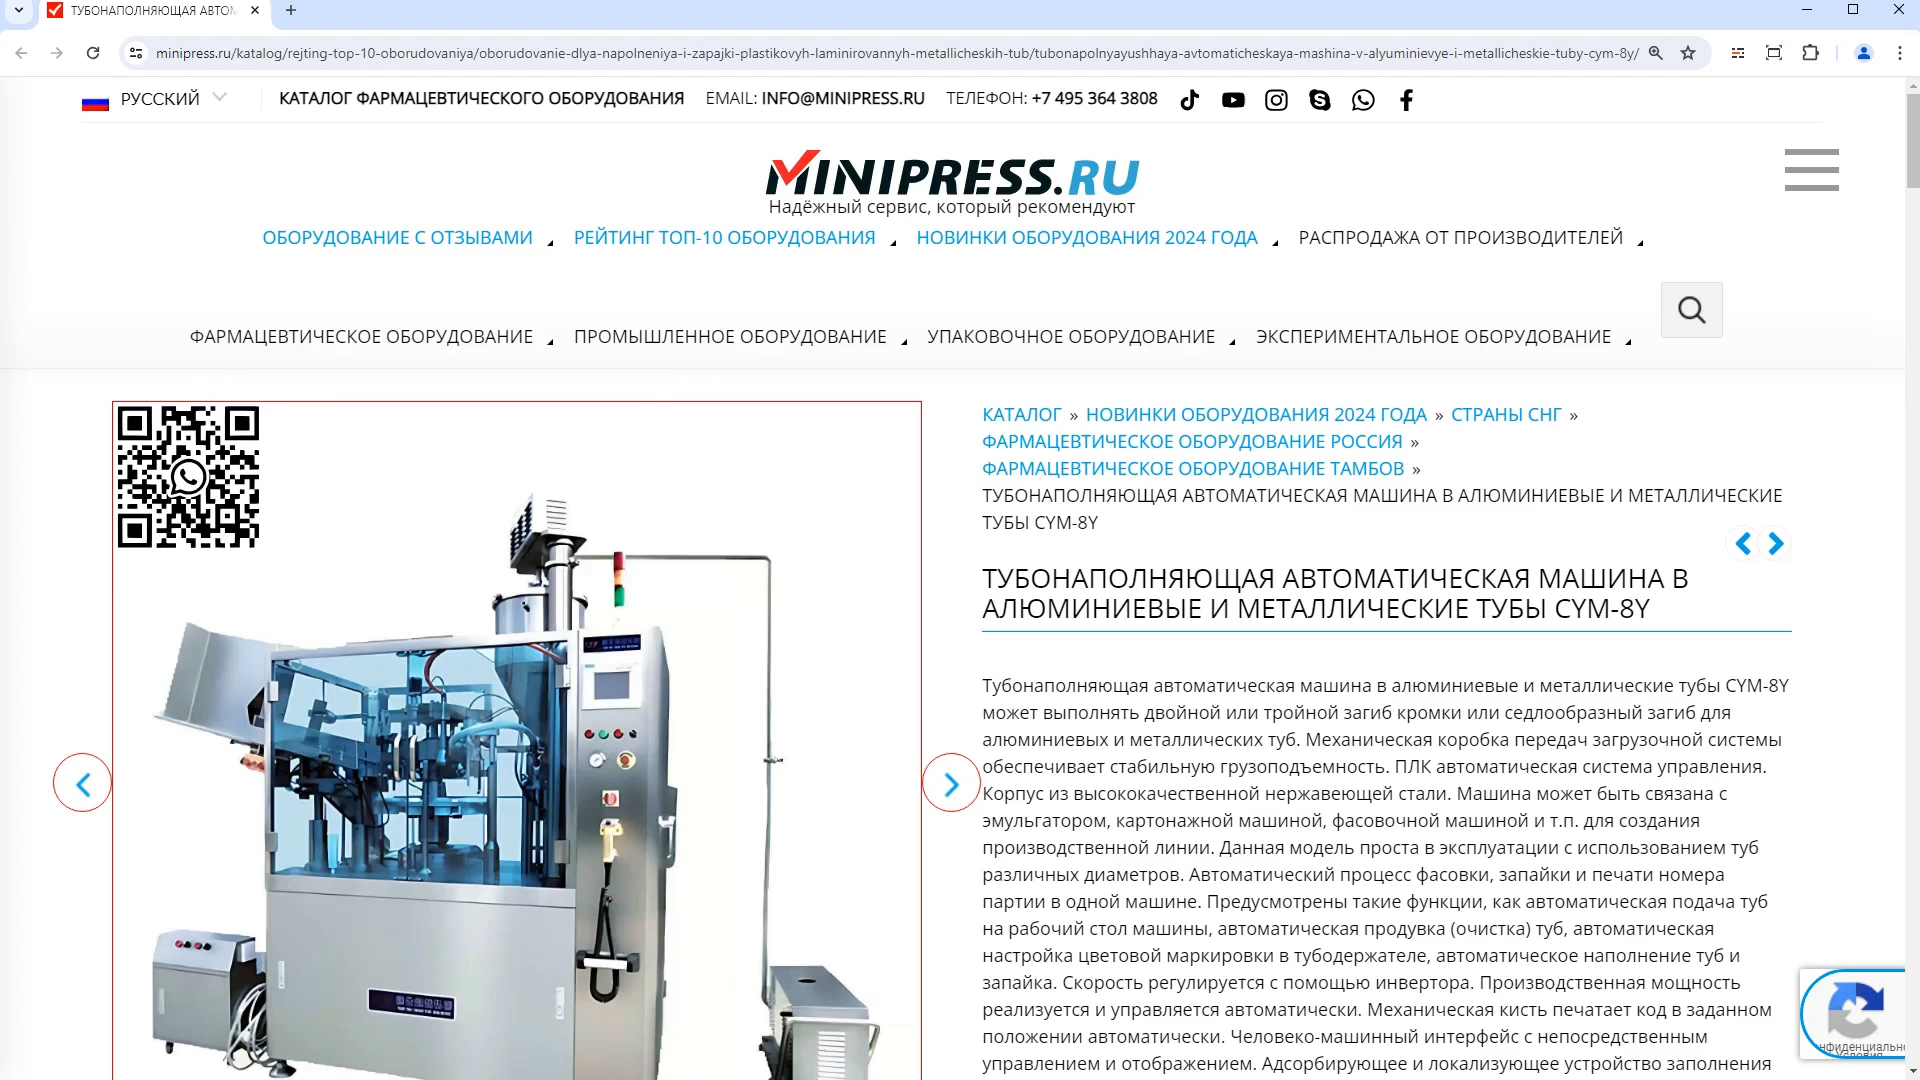 ТУБОНАПОЛНЯЮЩАЯ АВТОМ
minipress.ru/katalog/rejting-top-10-oborudovaniya/oborudovanie-dlya-napolneniya-i-zapajki-plastikovyh-laminirovannyh-metallicheskih-tub/tubonapolnyayushhaya-avtomaticheskaya-mashina-v-alyuminievye-i-metallicheskie-tuby-cym-8y/
РУССКИЙ КАТАЛОГ ФАРМАЦЕВТИЧЕСКОГО ОБОРУДОВАНИЯ EMAIL: INFO@MINIPRESS.RU ТЕЛЕФОН: +7 495 364 3808
MINIPRESS.RU
Надёжный сервис, который рекомендуют
ОБОРУДОВАНИЕ С ОТЗЫВАМИ РЕЙТИНГ ТОП-10 ОБОРУДОВАНИЯ НОВИНКИ ОБОРУДОВАНИЯ 2024 ГОДА РАСПРОДАЖА ОТ ПРОИЗВОДИТЕЛЕЙ
ФАРМАЦЕВТИЧЕСКОЕ ОБОРУДОВАНИЕ ПРОМЫШЛЕННОЕ ОБОРУДОВАНИЕ УПАКОВОЧНОЕ ОБОРУДОВАНИЕ ЭКСПЕРИМЕНТАЛЬНОЕ ОБОРУДОВАНИЕ
КАТАЛОГ » НОВИНКИ ОБОРУДОВАНИЯ 2024 ГОДА » СТРАНЫ СНГ »
ФАРМАЦЕВТИЧЕСКОЕ ОБОРУДОВАНИЕ РОССИЯ »
ФАРМАЦЕВТИЧЕСКОЕ ОБОРУДОВАНИЕ ТАМБОВ »
ТУБОНАПОЛНЯЮЩАЯ АВТОМАТИЧЕСКАЯ МАШИНА В АЛЮМИНИЕВЫЕ И МЕТАЛЛИЧЕСКИЕ
ТУБЫ CYM-8Y
ТУБОНАПОЛНЯЮЩАЯ АВТОМАТИЧЕСКАЯ МАШИНА В
АЛЮМИНИЕВЫЕ И МЕТАЛЛИЧЕСКИЕ ТУБЫ CYM-8Y
Тубонаполняющая автоматическая машина в алюминиевые и металлические тубы CYM-8Y
может выполнять двойной или тройной загиб кромки или седлообразный загиб для
алюминиевых и металлических туб. Механическая коробка передач загрузочной системы
обеспечивает стабильную грузоподъемность. ПЛК автоматическая система управления.
Корпус из высококачественной нержавеющей стали. Машина может быть связана с
эмульгатором, картонажной машиной, фасовочной машиной и т.п. для создания
производственной линии. Данная модель проста в эксплуатации с использованием туб
различных диаметров. Автоматический процесс фасовки, запайки и печати номера
партии в одной машине. Предусмотрены такие функции, как автоматическая подача туб
на рабочий стол машины, автоматическая продувка (очистка) туб, автоматическая
настройка цветовой маркировки в тубодержателе, автоматическое наполнение туб и
запайка. Скорость регулируется с помощью инвертора. Производственная мощность
реализуется и управляется автоматически. Механическая кисть печатает код в заданном
положении автоматически. Человеко-машинный интерфейс с непосредственным
управлением и отображением. Адсорбирующее и локализующее устройство заполнения